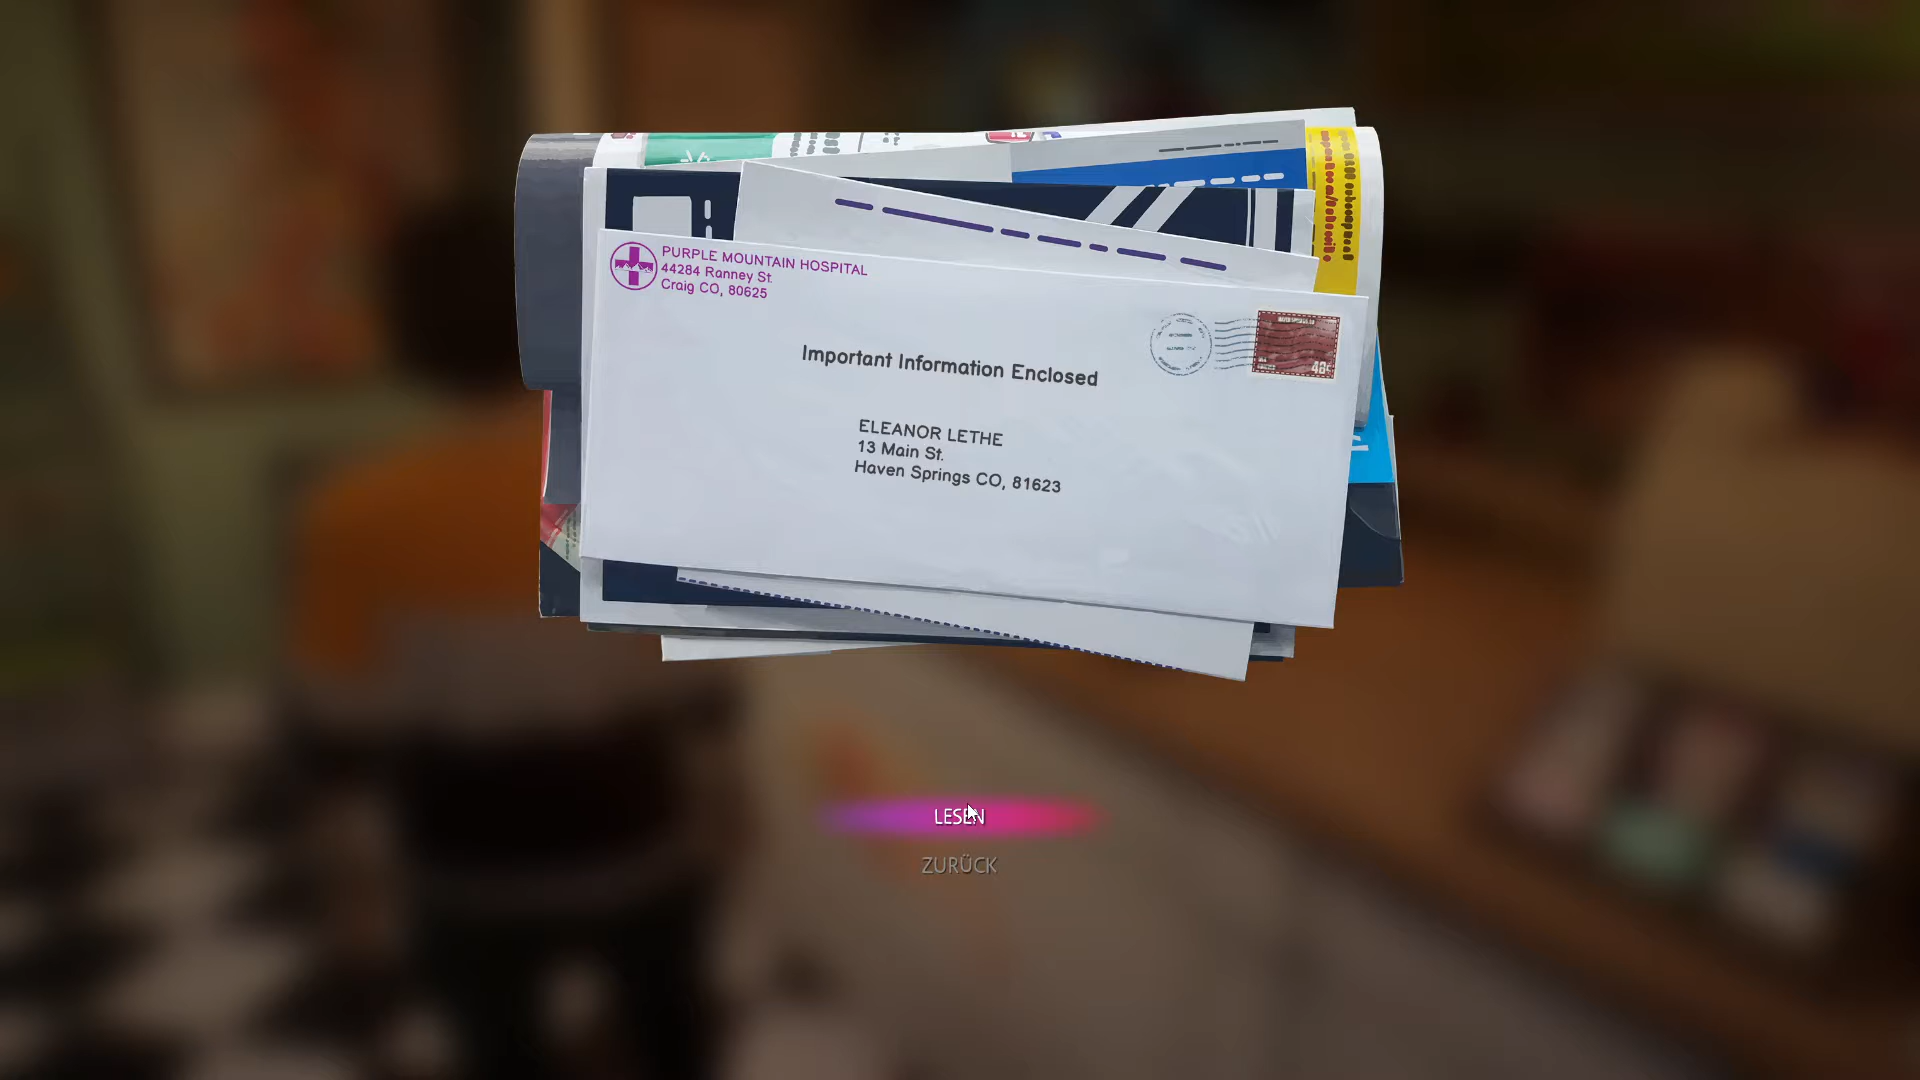 PURPLE MOUNTAIN HOSPITAL
44284 Ranney St.
Craig CO, 80625
Important Information Enclosed
48¢
ELEANOR LETHE
13 Main St.
Haven Springs CO, 81623
LESEN
ZURÜCK